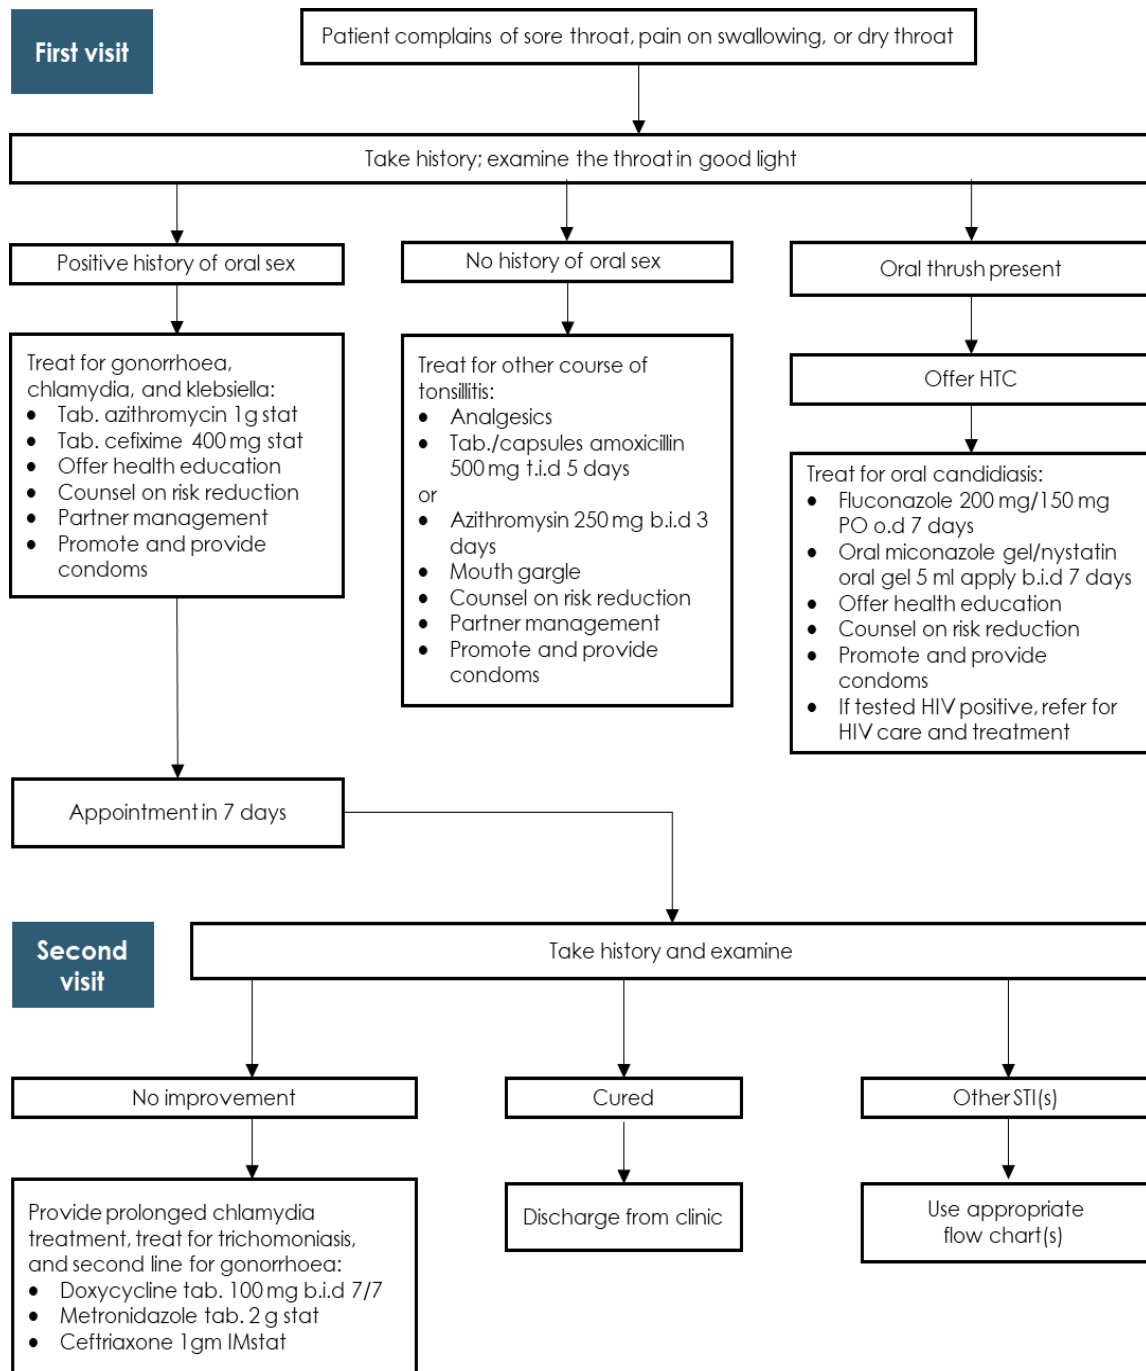 First visit
Patient complains of sore throat, pain on swallowing, or dry throat
Take history; examine the throat in good light
Positive history of oral sex
No history of oral sex
Oral thrush present
Treat for gonorrhoea,
chlamydia, and klebsiella:
• Tab. azithromycin 1g stat
• Tab. cefixime 400 mg stat
• Offer health education
• Counsel on risk reduction
• Partner management
• Promote and provide
condoms
Treat for other course of
tonsillitis:
• Analgesics
• Tab./capsules amoxicillin
500 mg t.i.d 5 days
or
• Azithromysin 250 mg b.i.d 3
days
• Mouth gargle
• Counsel on risk reduction
• Partner management
• Promote and provide
condoms
Offer HTC
Treat for oral candidiasis:
• Fluconazole 200 mg/150 mg
PO o.d 7 days
• Oral miconazole gel/nystatin
oral gel 5 ml apply b.i.d 7 days
• Offer health education
• Counsel on risk reduction
• Promote and provide
condoms
• If tested HIV positive, refer for
HIV care and treatment
Appointment in 7 days
Second
visit
Take history and examine
No improvement
Cured
Other STI(s)
Provide prolonged chlamydia
treatment, treat for trichomoniasis,
and second line for gonorrhoea:
• Doxycycline tab. 100 mg b.i.d 7/7
• Metronidazole tab. 2 g stat
• Ceftriaxone 1gm IMstat
Discharge from clinic
Use appropriate
flow chart(s)